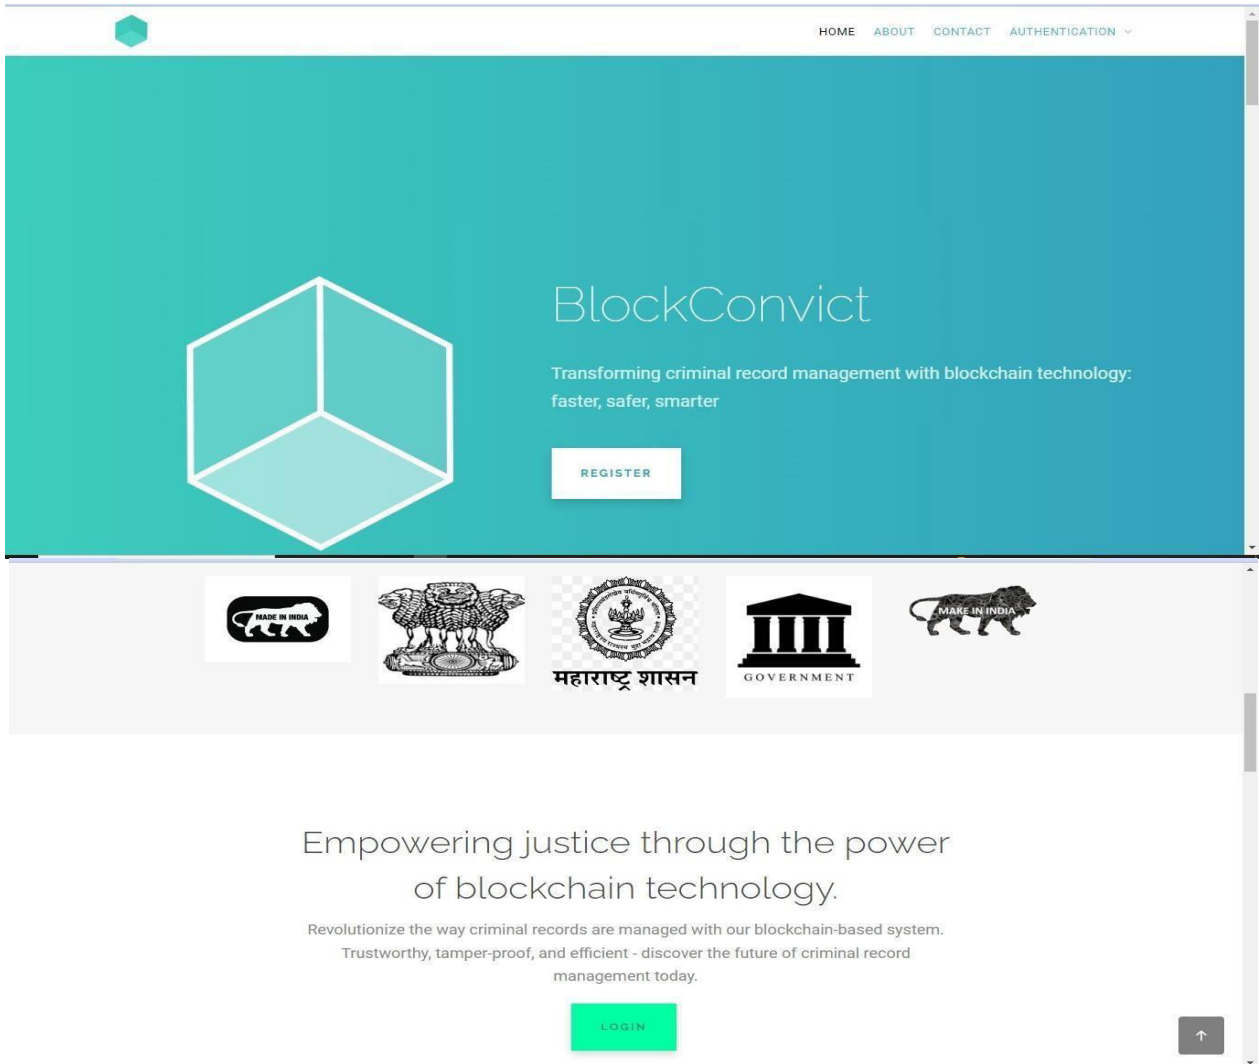 HOME ABOUT CONTACT AUTHENTICATION
BlockConvict
Transforming criminal record management with blockchain technology:
faster, safer, smarter
REGISTER
MADE IN INDIA
महाराष्ट्र शासन
GOVERNMENT
MAKE IN INDIA
Empowering justice through the power
of blockchain technology.
Revolutionize the way criminal records are managed with our blockchain-based system.
Trustworthy, tamper-proof, and efficient - discover the future of criminal record
management today.
LOGIN